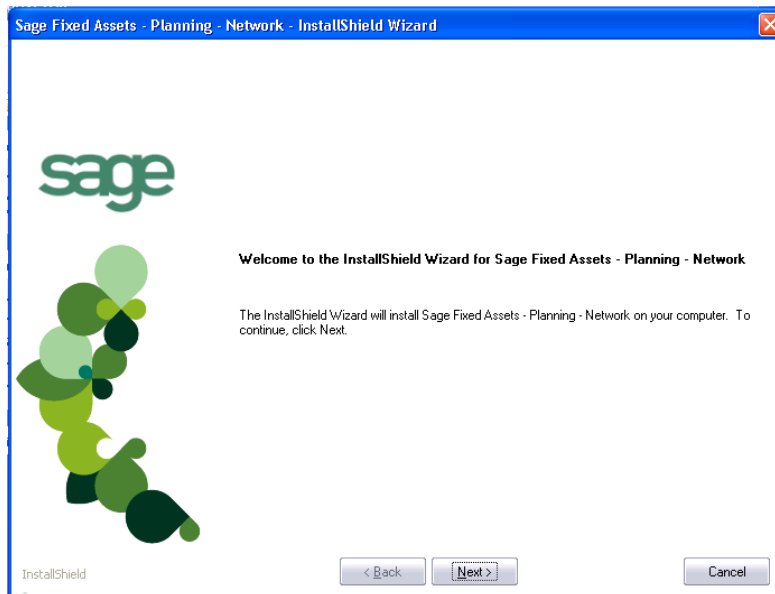 Sage Fixed Assets - Planning - Network - InstallShield Wizard
sage
Welcome to the InstallShield Wizard for Sage Fixed Assets - Planning - Network
The InstallShield Wizard will install Sage Fixed Assets - Planning - Network on your computer. To
continue, click Next.
InstallShield
< Back
Next >
Cancel